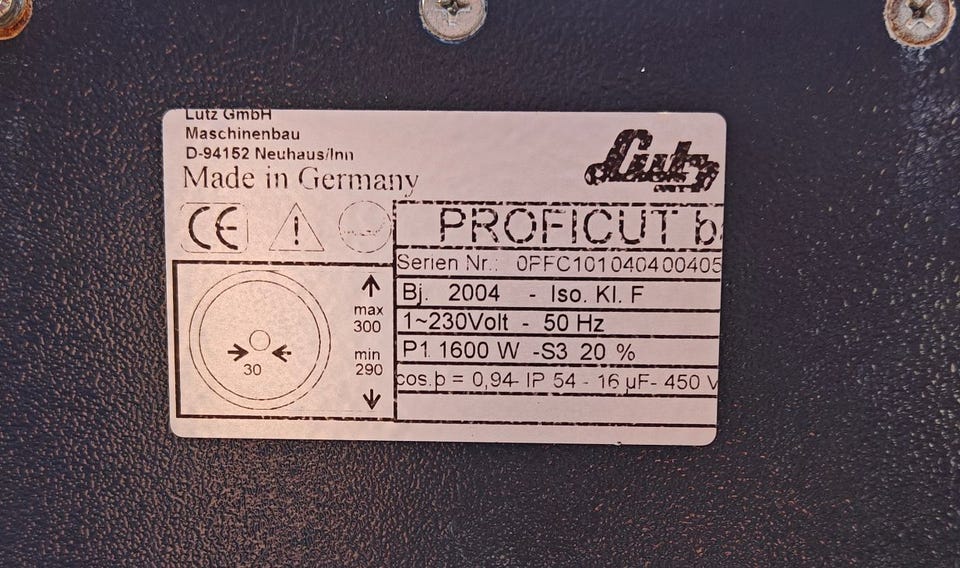 Lutz GmbH
Maschinenbau
D-94152 Neuhaus/Inn
Made in Germany
Lutz
CE
!
PROFICUT
Serien Nr.: 0PFC101040400405
Bj. 2004 - Iso. Kl. F
1~230Volt - 50 Hz
P1 1600 W -S3 20 %
cos.þ = 0,94- IP 54 - 16 µF- 450 V
max
300
min
290
30